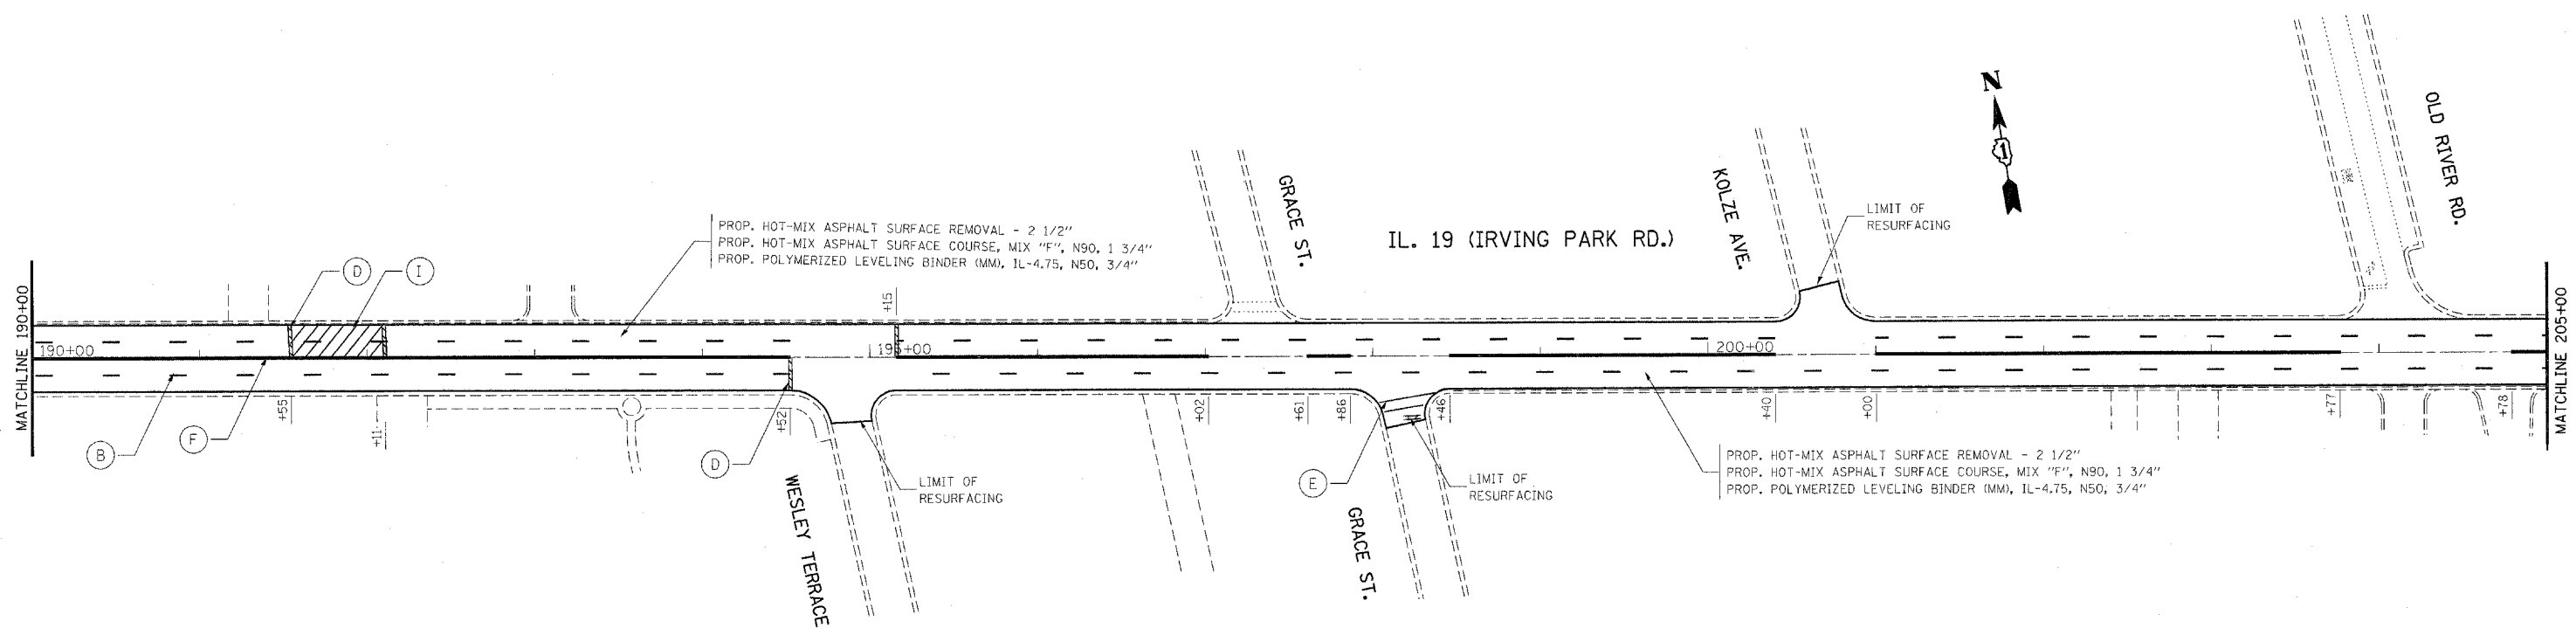 N
1
OLD RIVER RD.
GRACE ST.
KOLZE AVE.
LIMIT OF
RESURFACING
IL. 19 (IRVING PARK RD.)
PROP. HOT-MIX ASPHALT SURFACE REMOVAL - 2 1/2"
PROP. HOT-MIX ASPHALT SURFACE COURSE, MIX "F", N90, 1 3/4"
PROP. POLYMERIZED LEVELING BINDER (MM), IL-4.75, N50, 3/4"
D
I
+15
MATCHLINE 190+00
MATCHLINE 205+00
190+00
195+00
200+00
+55
+11
+52
+02
+61
+86
+46
+40
+00
+77
+78
B
F
D
E
LIMIT OF
RESURFACING
LIMIT OF
RESURFACING
PROP. HOT-MIX ASPHALT SURFACE REMOVAL - 2 1/2"
PROP. HOT-MIX ASPHALT SURFACE COURSE, MIX "F", N90, 1 3/4"
PROP. POLYMERIZED LEVELING BINDER (MM), IL-4.75, N50, 3/4"
WESLEY TERRACE
GRACE ST.